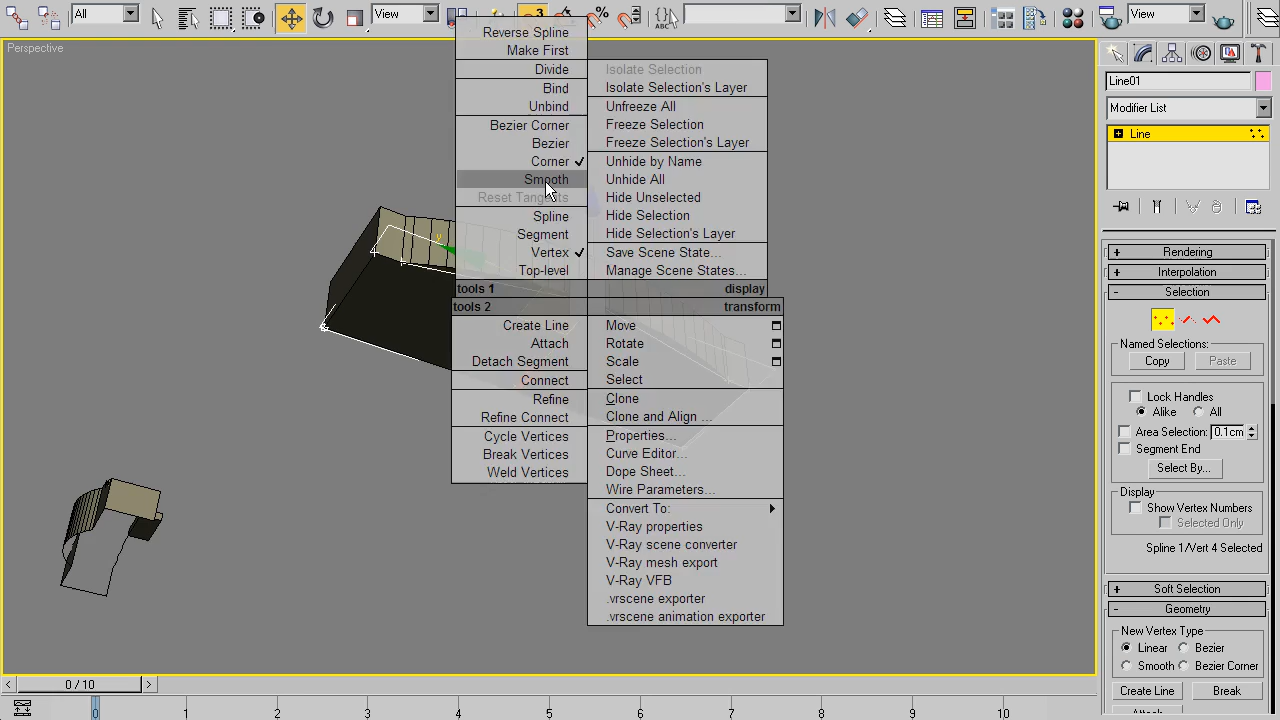 All
View
3
%
ABC
View
Perspective
Line01
Modifier List
Line
Reverse Spline
Make First
Divide
Bind
Unbind
Bezier Corner
Bezier
Corner
Smooth
Reset Tangents
Spline
Segment
Vertex
Top-level
tools 1
tools 2
Create Line
Attach
Detach Segment
Connect
Refine
Refine Connect
Cycle Vertices
Break Vertices
Weld Vertices
Isolate Selection
Isolate Selection's Layer
Unfreeze All
Freeze Selection
Freeze Selection's Layer
Unhide by Name
Unhide All
Hide Unselected
Hide Selection
Hide Selection's Layer
Save Scene State...
Manage Scene States...
display
transform
Move
Rotate
Scale
Select
Clone
Clone and Align ...
Properties...
Curve Editor...
Dope Sheet...
Wire Parameters...
Convert To:
V-Ray properties
V-Ray scene converter
V-Ray mesh export
V-Ray VFB
.vrscene exporter
.vrscene animation exporter
y
+ Rendering
+ Interpolation
- Selection
Named Selections:
Copy Paste
Lock Handles
Alike All
Area Selection: 0.1cm
Segment End
Select By...
Display
Show Vertex Numbers
Selected Only
Spline 1/Vert 4 Selected
+ Soft Selection
- Geometry
New Vertex Type
Linear Bezier
Smooth Bezier Corner
Create Line Break
Attach
< 0 / 10 >
0 1 2 3 4 5 6 7 8 9 10